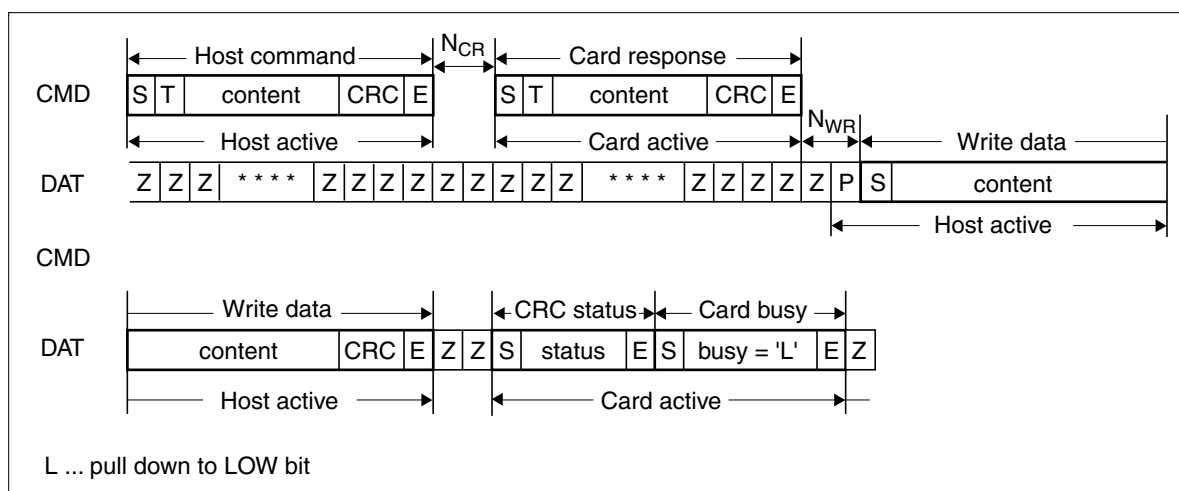 Host command N_CR Card response
CMD S T content CRC E S T content CRC E
Host active Card active N_WR Write data
DAT Z Z Z * * * * Z Z Z Z Z Z Z Z Z * * * * Z Z Z Z Z P S content
Host active
CMD
Write data CRC status Card busy
DAT content CRC E Z Z S status E S busy = 'L' E Z
Host active Card active
L ... pull down to LOW bit